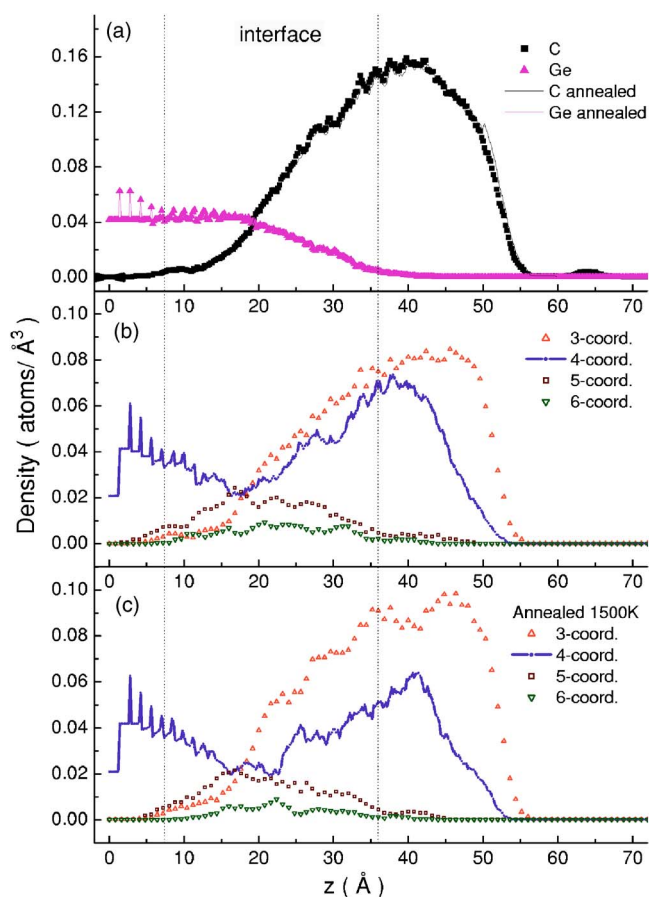 (a)
interface
C
Ge
C annealed
Ge annealed
0.16
0.12
0.08
0.04
0.00
0 10 20 30 40 50 60 70
(b)
3-coord.
4-coord.
5-coord.
6-coord.
0.10
0.08
0.06
0.04
0.02
0.00
0 10 20 30 40 50 60 70
Density ( atoms/ Å³ )
(c)
Annealed 1500K
3-coord.
4-coord.
5-coord.
6-coord.
0.10
0.08
0.06
0.04
0.02
0.00
0 10 20 30 40 50 60 70
z ( Å )